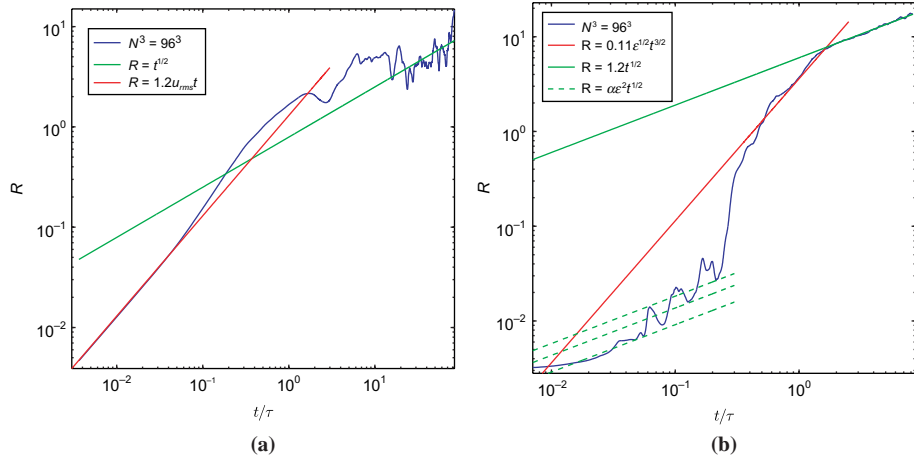 N³ = 96³
R = t^{1/2}
R = 1.2u_{rms}t
10¹
10⁰
10⁻¹
10⁻²
R
10⁻²
10⁻¹
10⁰
10¹
t/τ
(a)
N³ = 96³
R = 0.11ε^{1/2}t^{3/2}
R = 1.2t^{1/2}
R = αε²t^{1/2}
10¹
10⁰
10⁻¹
10⁻²
R
10⁻²
10⁻¹
10⁰
t/τ
(b)